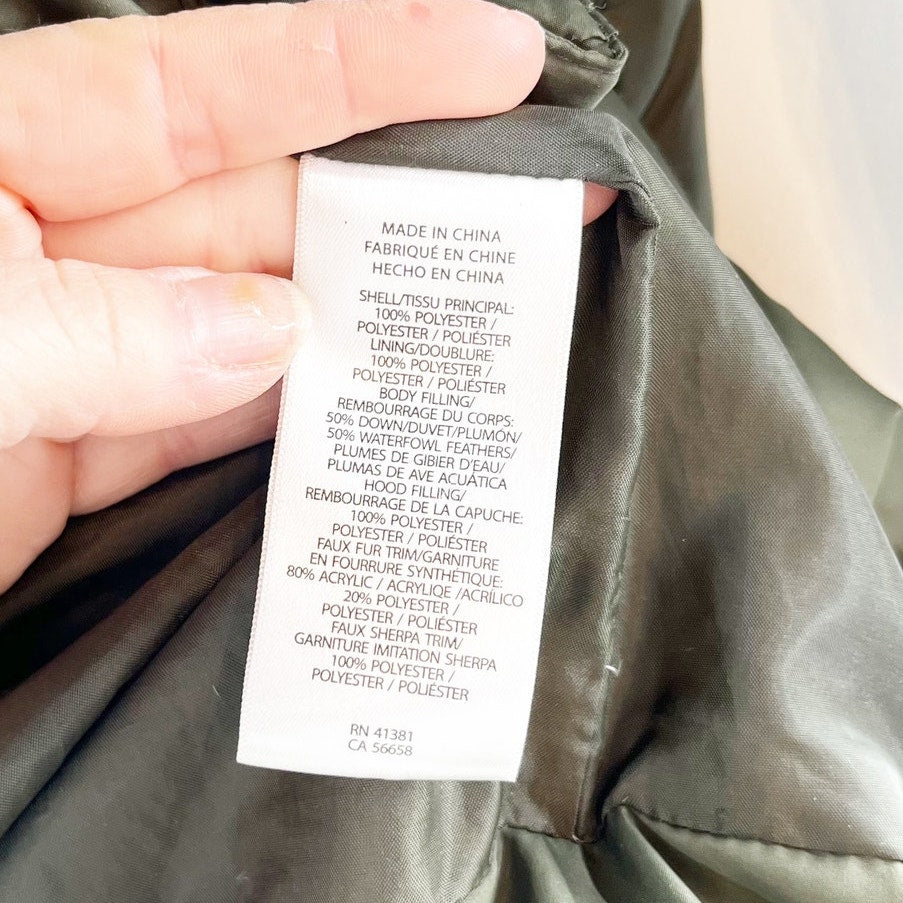 MADE IN CHINA
FABRIQUÉ EN CHINE
HECHO EN CHINA
SHELL/TISSU PRINCIPAL:
100% POLYESTER /
POLYESTER / POLIÉSTER
LINING/DOUBLURE:
100% POLYESTER /
POLYESTER / POLIÉSTER
BODY FILLING/
REMBOURRAGE DU CORPS:
50% DOWN/DUVET/PLUMÓN/
50% WATERFOWL FEATHERS/
PLUMES DE GIBIER D'EAU/
PLUMAS DE AVE ACUÀTICA
HOOD FILLING/
REMBOURRAGE DE LA CAPUCHE:
100% POLYESTER /
POLYESTER / POLIÉSTER
FAUX FUR TRIM/GARNITURE
EN FOURRURE SYNTHÉTIQUE:
80% ACRYLIC / ACRYLIQE /ACRÍLICO
20% POLYESTER /
POLYESTER / POLIÉSTER
FAUX SHERPA TRIM/
GARNITURE IMITATION SHERPA
100% POLYESTER /
POLYESTER / POLIÉSTER
RN 41381
CA 56658